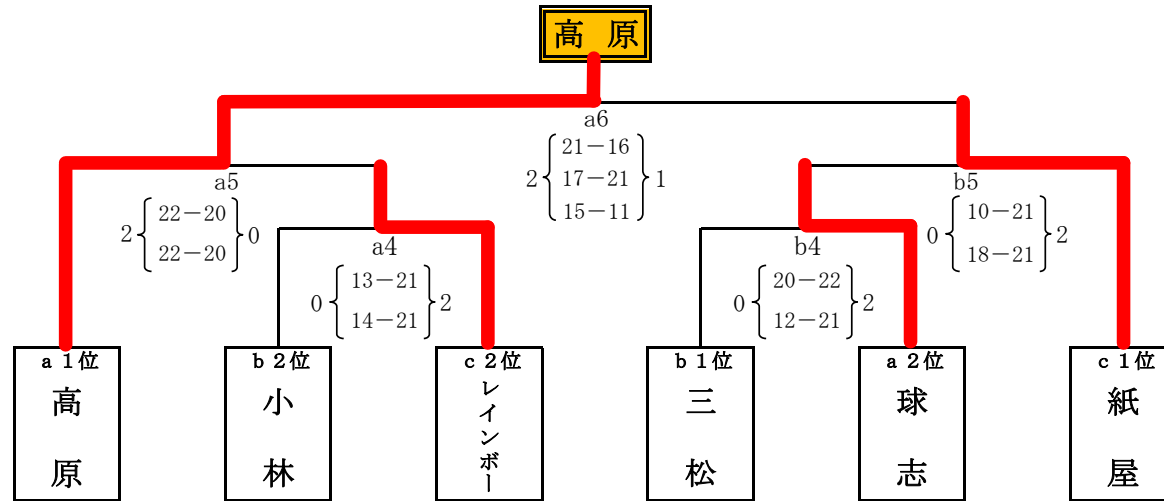 高 原
a6
2 21－16 1
17－21
15－11
a5
2 22－20 0
22－20
b5
0 10－21 2
18－21
a4
0 13－21 2
14－21
b4
0 20－22 2
12－21
a 1位
高原
b 2位
小林
c 2位
レインボー
b 1位
三松
a 2位
球志
c 1位
紙屋